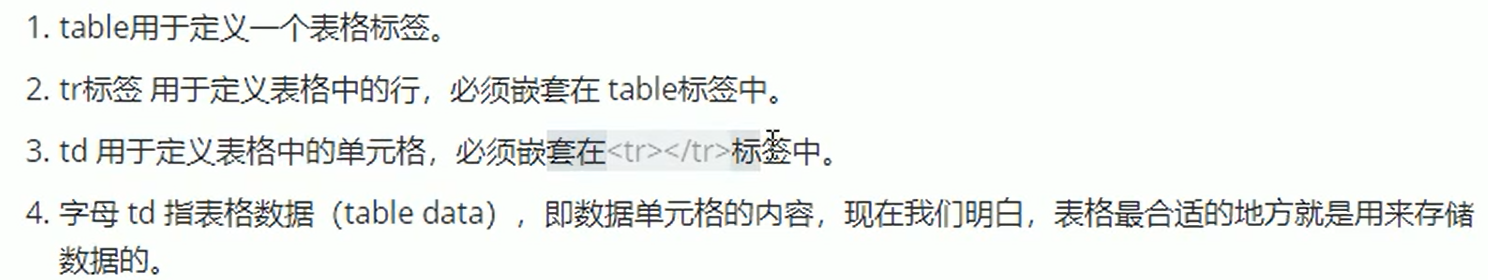 1. table用于定义一个表格标签。
2. tr标签 用于定义表格中的行，必须嵌套在 table标签中。
3. td 用于定义表格中的单元格，必须嵌套在<tr></tr>标签中。
4. 字母 td 指表格数据（table data），即数据单元格的内容，现在我们明白，表格最合适的地方就是用来存储
数据的。